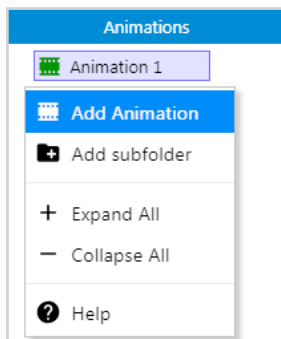 Animations
Animation 1
Add Animation
Add subfolder
Expand All
Collapse All
Help